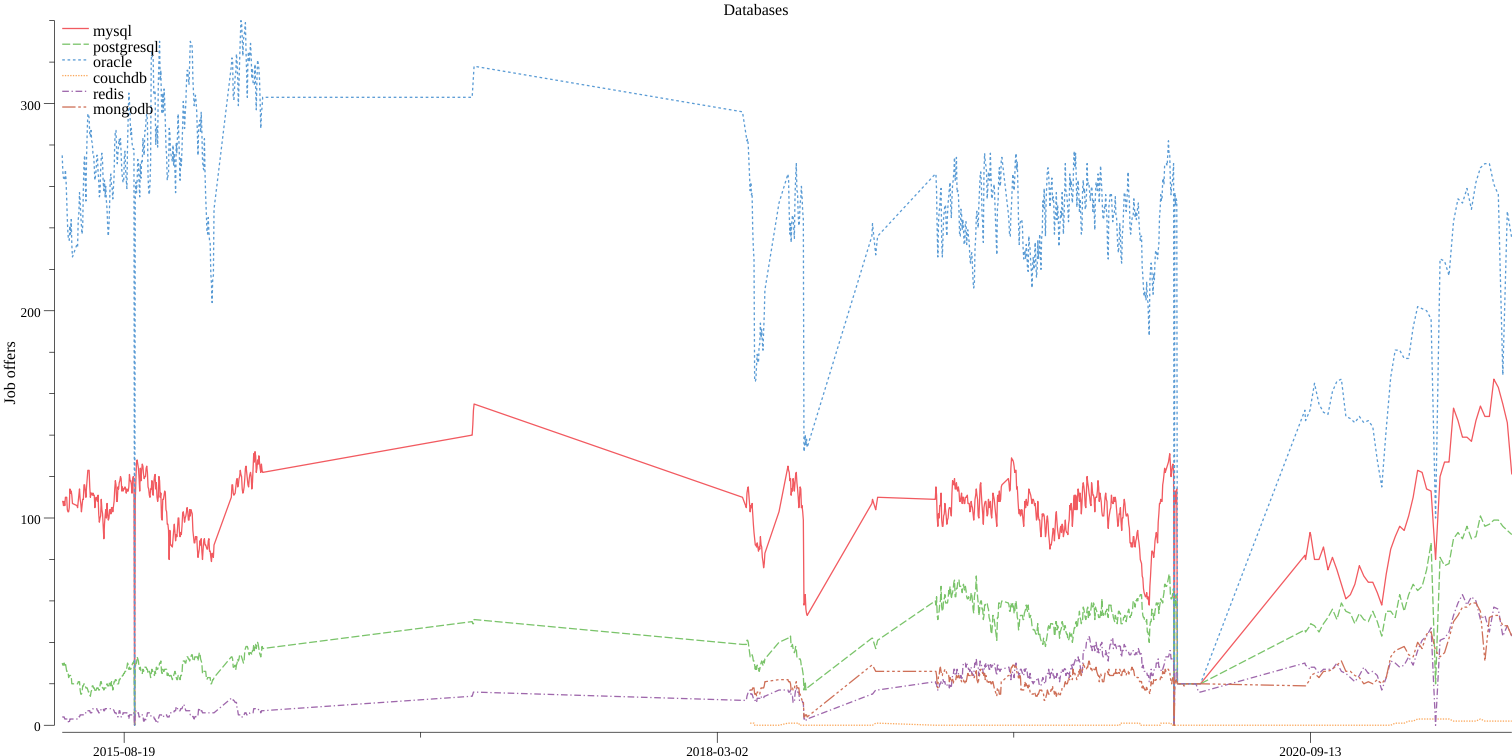 Databases
mysql
postgresql
oracle
couchdb
redis
mongodb
300
200
100
0
Job offers
2015-08-19
2018-03-02
2020-09-13